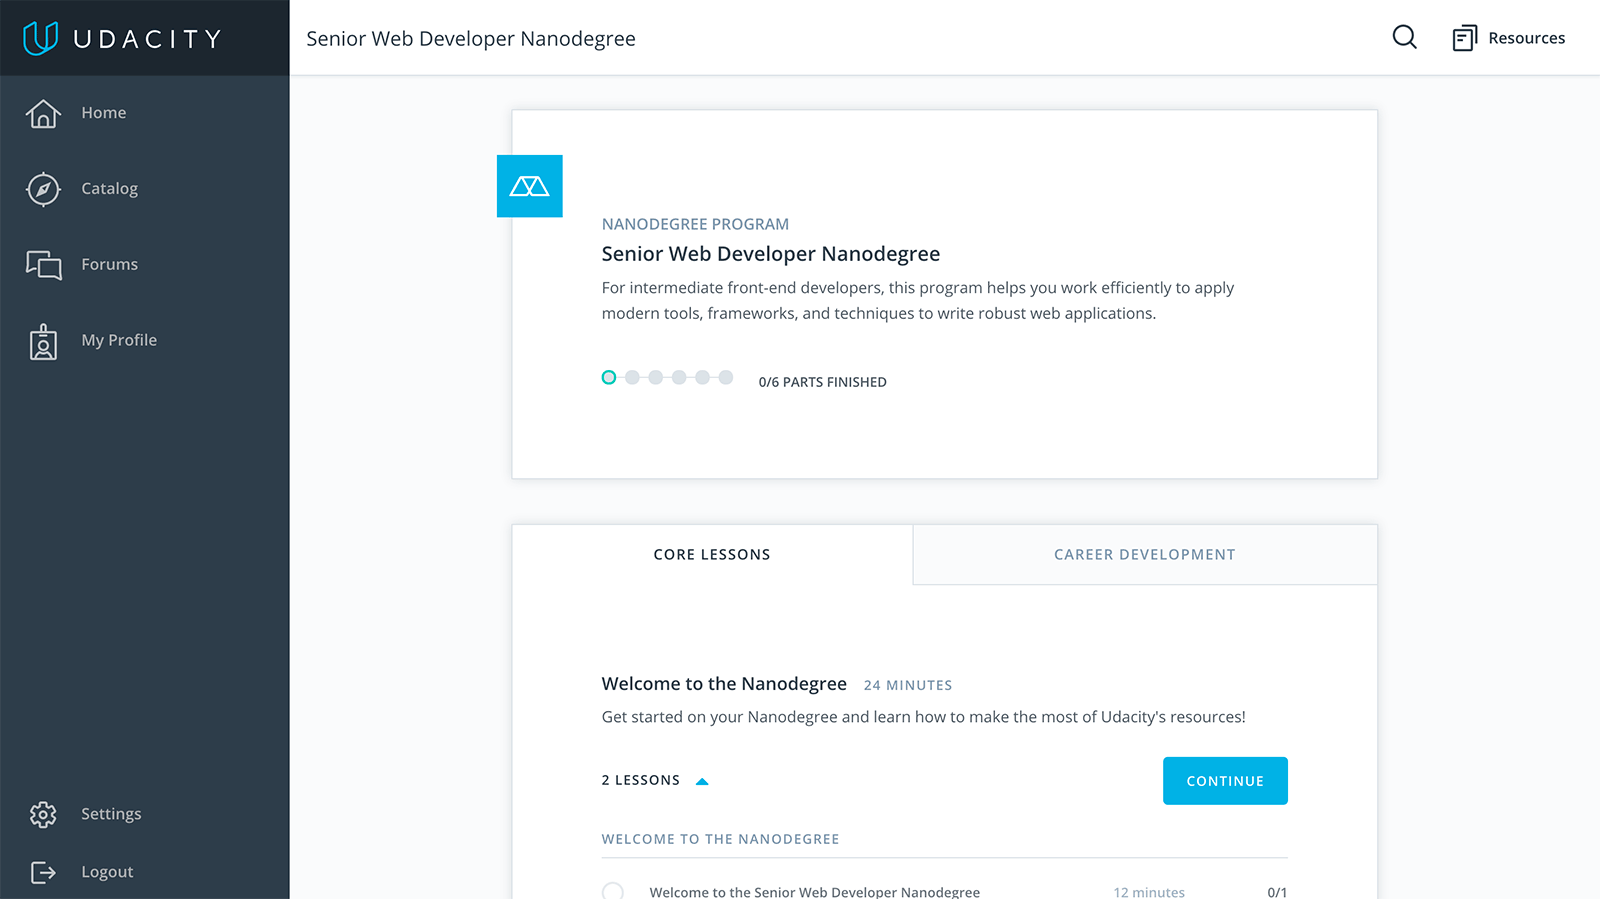 UDACITY
Senior Web Developer Nanodegree
Resources
Home
Catalog
Forums
My Profile
Settings
Logout
NANODEGREE PROGRAM
Senior Web Developer Nanodegree
For intermediate front-end developers, this program helps you work efficiently to apply
modern tools, frameworks, and techniques to write robust web applications.
0/6 PARTS FINISHED
CORE LESSONS
CAREER DEVELOPMENT
Welcome to the Nanodegree 24 MINUTES
Get started on your Nanodegree and learn how to make the most of Udacity's resources!
2 LESSONS
CONTINUE
WELCOME TO THE NANODEGREE
Welcome to the Senior Web Developer Nanodegree 12 minutes 0/1